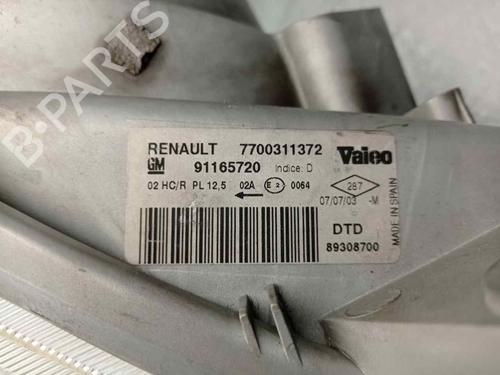 B-PARTS
RENAULT 7700311372 Valeo
GM 91165720 Indice: D
02 HC/R PL 12,5 02A E 2 0064 287
07/07/03 -M
DTD
89308700
MADE IN SPAIN